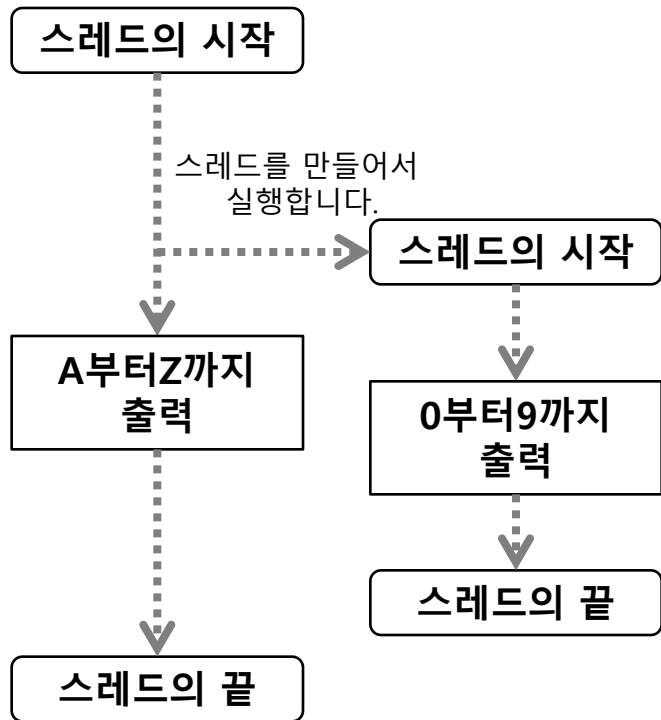 스레드의 시작
스레드를 만들어서
실행합니다.
스레드의 시작
A부터Z까지
출력
0부터9까지
출력
스레드의 끝
스레드의 끝